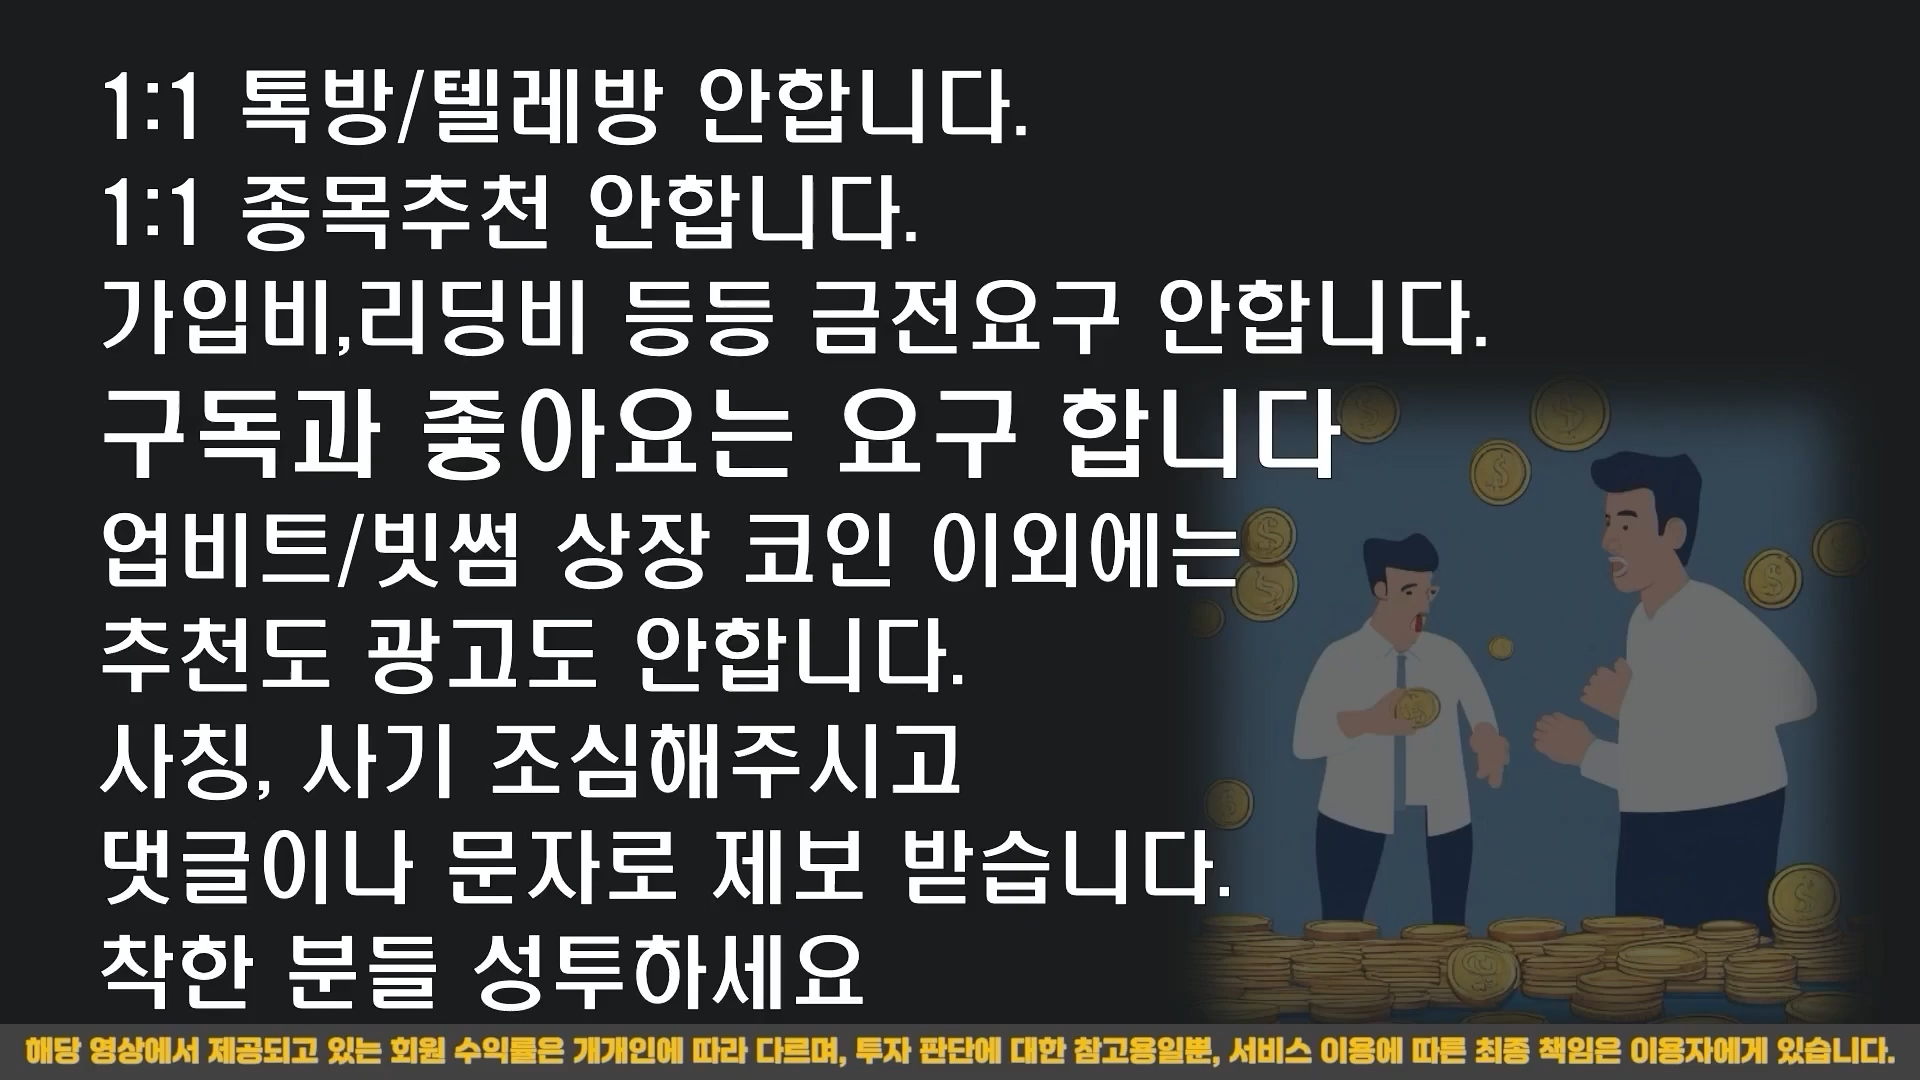 1:1 톡방/텔레방 안합니다.
1:1 종목추천 안합니다.
가입비,리딩비 등등 금전요구 안합니다.
구독과 좋아요는 요구 합니다
업비트/빗썸 상장 코인 이외에는
추천도 광고도 안합니다.
사칭, 사기 조심해주시고
댓글이나 문자로 제보 받습니다.
착한 분들 성투하세요
해당 영상에서 제공되고 있는 회원 수익률은 개개인에 따라 다르며, 투자 판단에 대한 참고용일뿐, 서비스 이용에 따른 최종 책임은 이용자에게 있습니다.